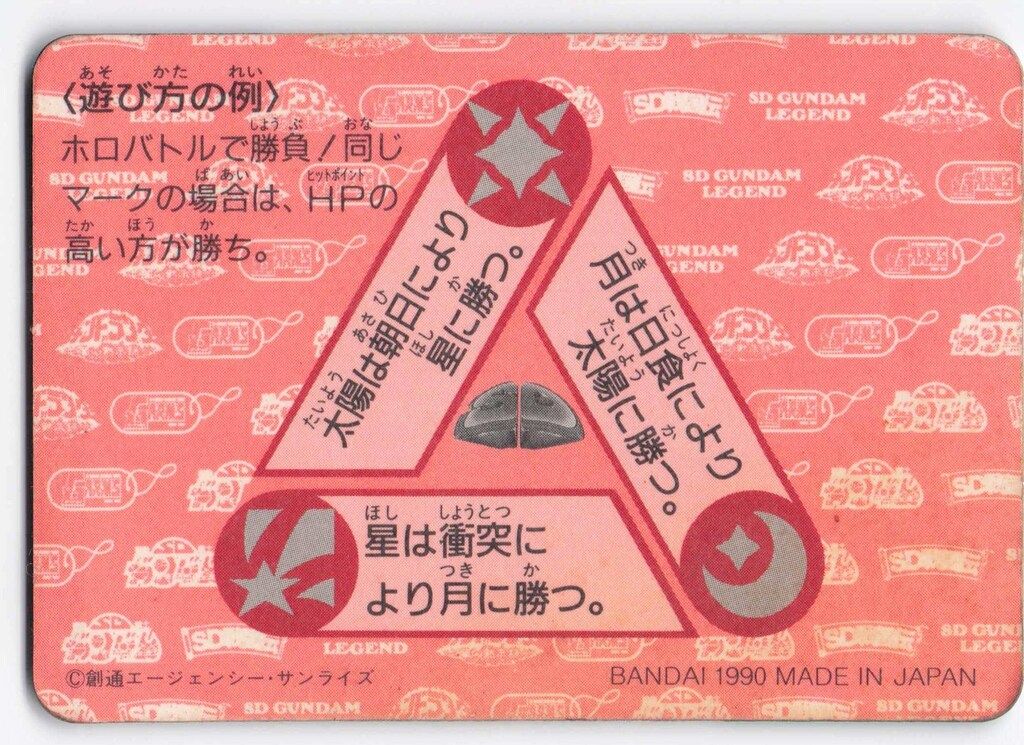 〈遊び方の例〉
ホロバトルで勝負！同じ
マークの場合は、HPの
高い方が勝ち。
太陽は朝日により
星に勝つ。
月は日食により
太陽に勝つ。
星は衝突に
より月に勝つ。
©創通エージェンシー・サンライズ
BANDAI 1990 MADE IN JAPAN
SD GUNDAM
LEGEND